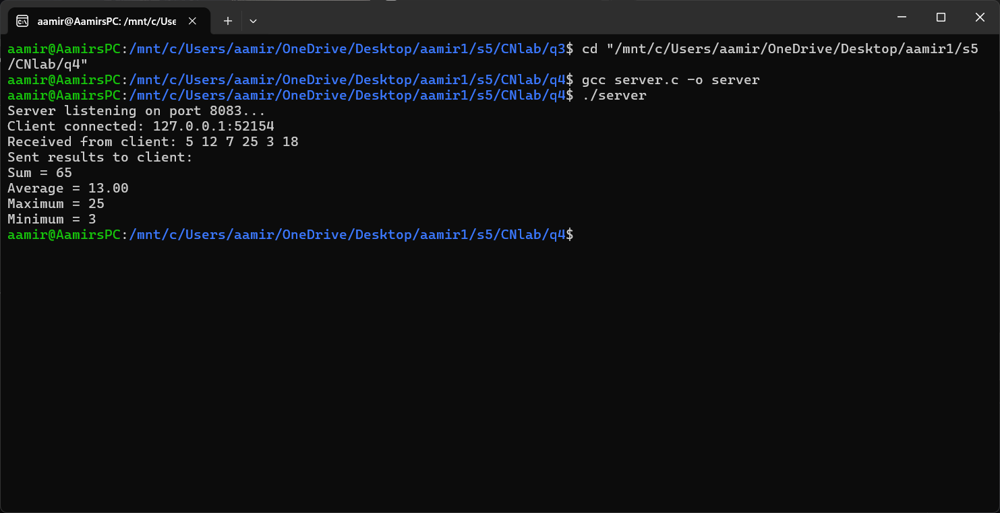 aamir@AamirsPC: /mnt/c/Use
aamir@AamirsPC:/mnt/c/Users/aamir/OneDrive/Desktop/aamir1/s5/CNlab/q3$ cd "/mnt/c/Users/aamir/OneDrive/Desktop/aamir1/s5
/CNlab/q4"
aamir@AamirsPC:/mnt/c/Users/aamir/OneDrive/Desktop/aamir1/s5/CNlab/q4$ gcc server.c -o server
aamir@AamirsPC:/mnt/c/Users/aamir/OneDrive/Desktop/aamir1/s5/CNlab/q4$ ./server
Server listening on port 8083...
Client connected: 127.0.0.1:52154
Received from client: 5 12 7 25 3 18
Sent results to client:
Sum = 65
Average = 13.00
Maximum = 25
Minimum = 3
aamir@AamirsPC:/mnt/c/Users/aamir/OneDrive/Desktop/aamir1/s5/CNlab/q4$